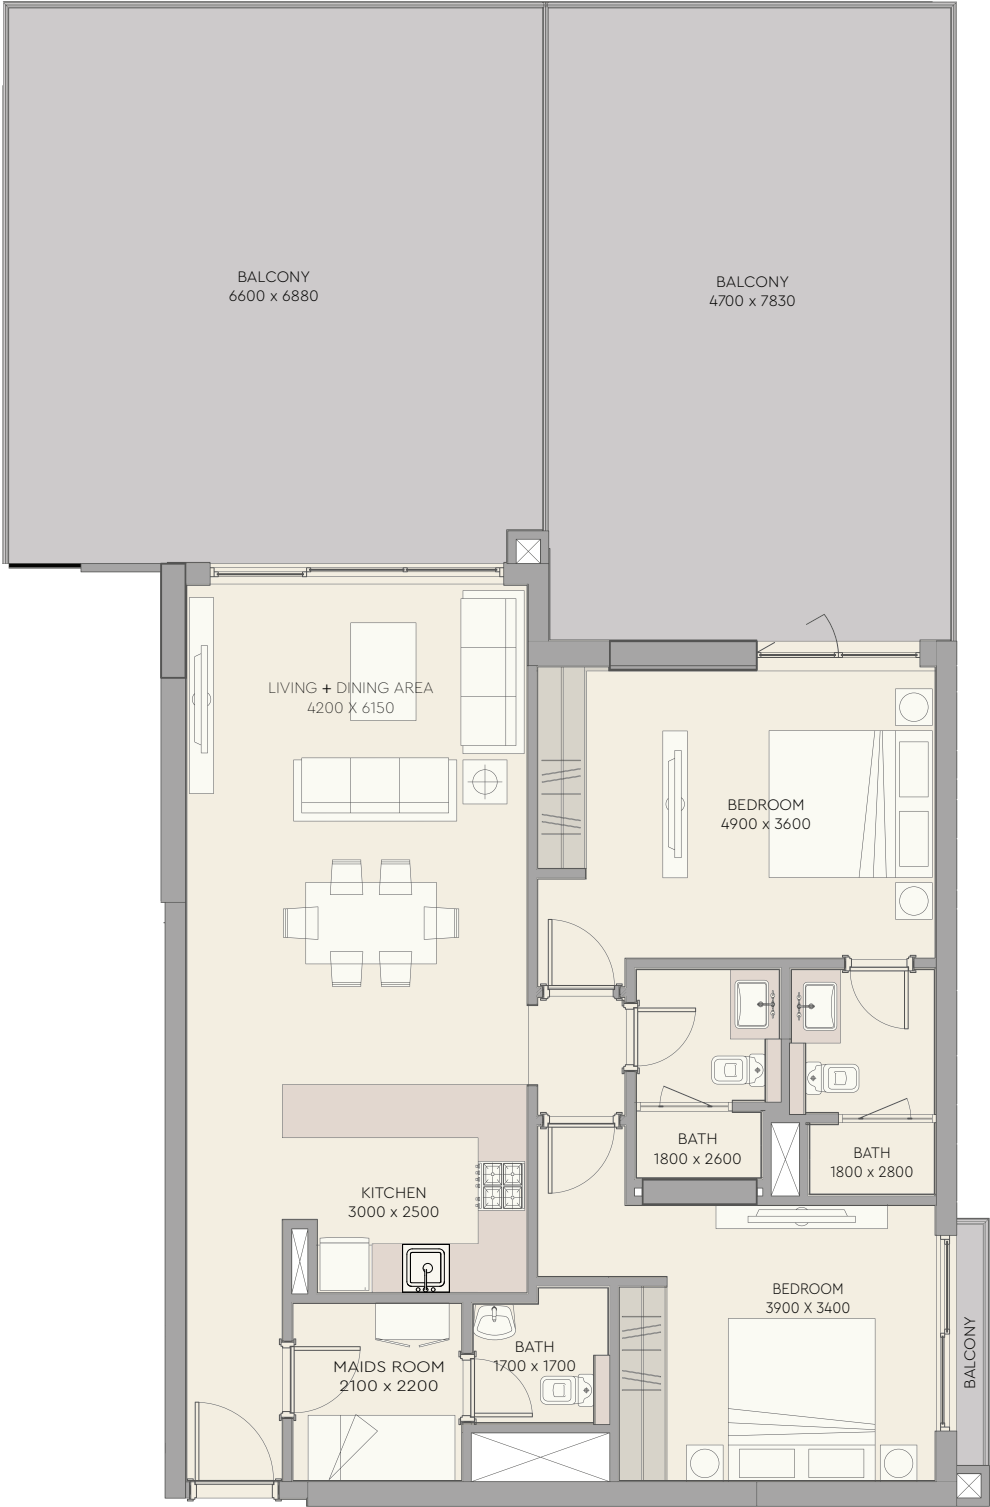 BALCONY
6600 x 6880
BALCONY
4700 x 7830
LIVING + DINING AREA
4200 X 6150
BEDROOM
4900 x 3600
BATH
1800 x 2600
BATH
1800 x 2800
KITCHEN
3000 x 2500
BEDROOM
3900 X 3400
BALCONY
BATH
1700 x 1700
MAIDS ROOM
2100 x 2200